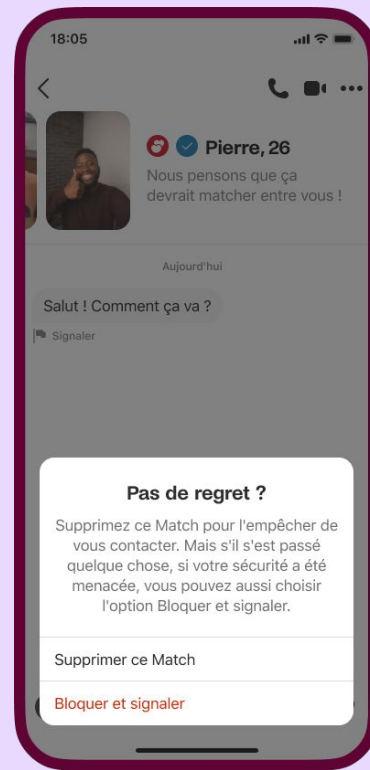 18:05
Pierre, 26
Nous pensons que ça
devrait matcher entre vous !
Aujourd'hui
Salut ! Comment ça va ?
Signaler
Pas de regret ?
Supprimez ce Match pour l'empêcher de
vous contacter. Mais s'il s'est passé
quelque chose, si votre sécurité a été
menacée, vous pouvez aussi choisir
l'option Bloquer et signaler.
Supprimer ce Match
Bloquer et signaler